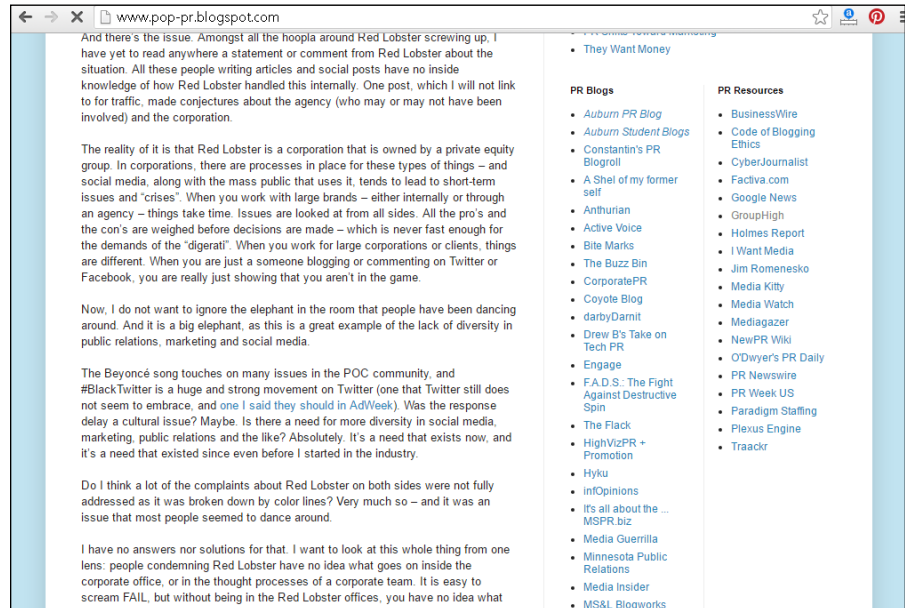 www.pop-pr.blogspot.com
And there's the issue. Amongst all the hoopla around Red Lobster screwing up, I
have yet to read anywhere a statement or comment from Red Lobster about the
situation. All these people writing articles and social posts have no inside
knowledge of how Red Lobster handled this internally. One post, which I will not link
to for traffic, made conjectures about the agency (who may or may not have been
involved) and the corporation.
The reality of it is that Red Lobster is a corporation that is owned by a private equity
group. In corporations, there are processes in place for these types of things – and
social media, along with the mass public that uses it, tends to lead to short-term
issues and “crises”. When you work with large brands – either internally or through
an agency – things take time. Issues are looked at from all sides. All the pro's and
the con's are weighed before decisions are made – which is never fast enough for
the demands of the “digerati”. When you work for large corporations or clients, things
are different. When you are just a someone blogging or commenting on Twitter or
Facebook, you are really just showing that you aren't in the game.
Now, I do not want to ignore the elephant in the room that people have been dancing
around. And it is a big elephant, as this is a great example of the lack of diversity in
public relations, marketing and social media.
The Beyoncé song touches on many issues in the POC community, and
#BlackTwitter is a huge and strong movement on Twitter (one that Twitter still does
not seem to embrace, and one I said they should in AdWeek). Was the response
delay a cultural issue? Maybe. Is there a need for more diversity in social media,
marketing, public relations and the like? Absolutely. It's a need that exists now, and
it's a need that existed since even before I started in the industry.
Do I think a lot of the complaints about Red Lobster on both sides were not fully
addressed as it was broken down by color lines? Very much so – and it was an
issue that most people seemed to dance around.
I have no answers nor solutions for that. I want to look at this whole thing from one
lens: people condemning Red Lobster have no idea what goes on inside the
corporate office, or in the thought processes of a corporate team. It is easy to
scream FAIL, but without being in the Red Lobster offices, you have no idea what
PR Shifts Toward Marketing
They Want Money
PR Blogs
Auburn PR Blog
Auburn Student Blogs
Constantin's PR
Blogroll
A Shel of my former
self
Anthurian
Active Voice
Bite Marks
The Buzz Bin
CorporatePR
Coyote Blog
darbyDarnit
Drew B's Take on
Tech PR
Engage
F.A.D.S.: The Fight
Against Destructive
Spin
The Flack
HighVizPR +
Promotion
Hyku
infOpinions
It's all about the ...
MSPR.biz
Media Guerrilla
Minnesota Public
Relations
Media Insider
MS&L Blogworks
PR Resources
BusinessWire
Code of Blogging
Ethics
CyberJournalist
Factiva.com
Google News
GroupHigh
Holmes Report
I Want Media
Jim Romenesko
Media Kitty
Media Watch
Mediagazer
NewPR Wiki
O'Dwyer's PR Daily
PR Newswire
PR Week US
Paradigm Staffing
Plexus Engine
Traackr